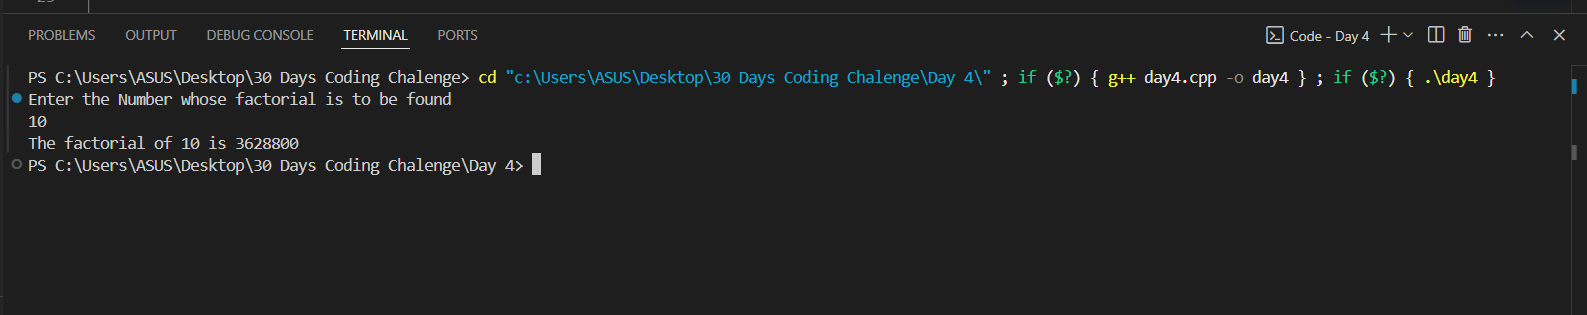 PROBLEMS OUTPUT DEBUG CONSOLE TERMINAL PORTS Code - Day 4
PS C:\Users\ASUS\Desktop\30 Days Coding Chalenge> cd "c:\Users\ASUS\Desktop\30 Days Coding Chalenge\Day 4\" ; if ($?) { g++ day4.cpp -o day4 } ; if ($?) { .\day4 }
Enter the Number whose factorial is to be found
10
The factorial of 10 is 3628800
PS C:\Users\ASUS\Desktop\30 Days Coding Chalenge\Day 4>